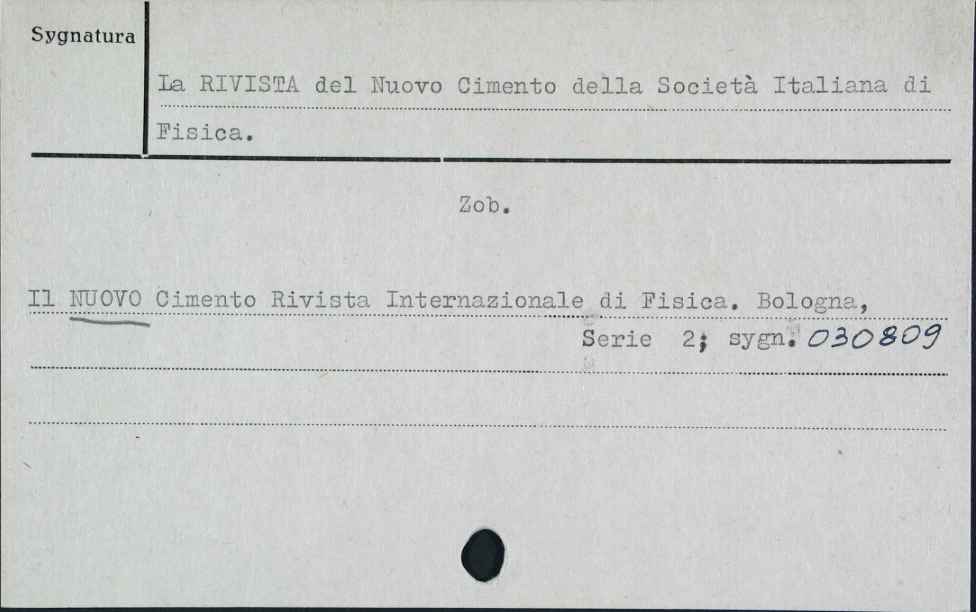 Sygnatura
La RIVISTA del Nuovo Cimento della Società Italiana di
Fisica.
Zob.
Il NUOVO Cimento Rivista Internazionale di Fisica. Bologna,
Serie 2; sygn. 030809